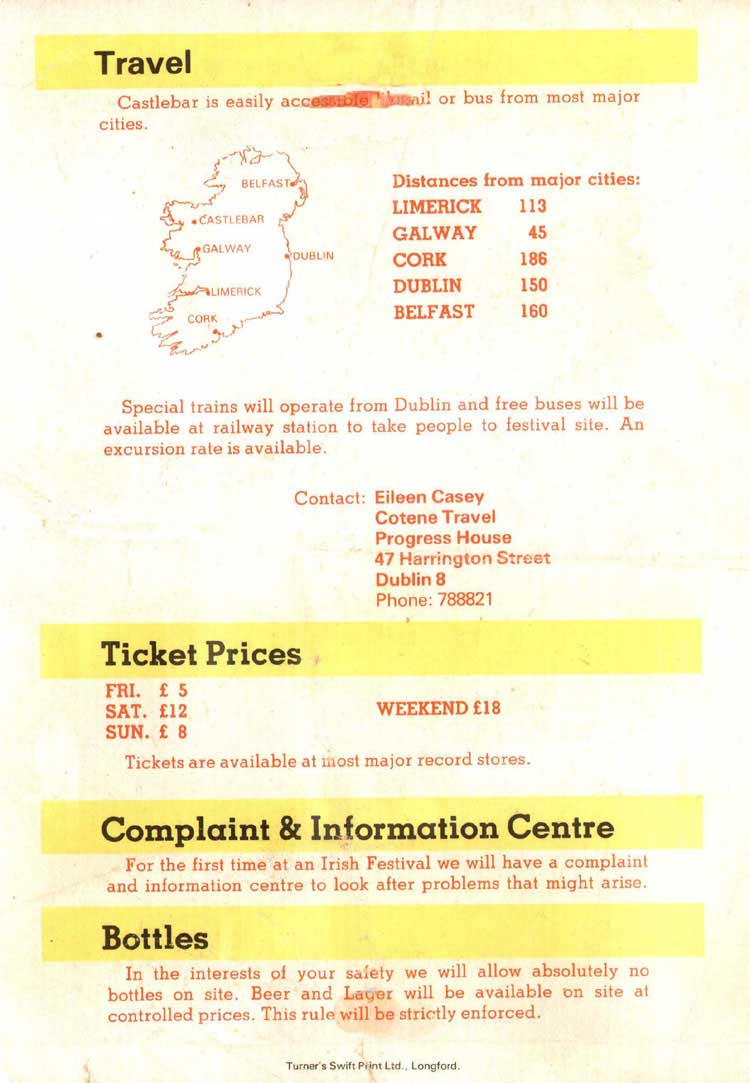 Travel
Castlebar is easily accessible by rail or bus from most major
cities.
BELFAST
CASTLEBAR
GALWAY
DUBLIN
LIMERICK
CORK
Distances from major cities:
LIMERICK 113
GALWAY 45
CORK 186
DUBLIN 150
BELFAST 160
Special trains will operate from Dublin and free buses will be
available at railway station to take people to festival site. An
excursion rate is available.
Contact: Eileen Casey
Cotene Travel
Progress House
47 Harrington Street
Dublin 8
Phone: 788821
Ticket Prices
FRI. £ 5
SAT. £12
SUN. £ 8
WEEKEND £18
Tickets are available at most major record stores.
Complaint & Information Centre
For the first time at an Irish Festival we will have a complaint
and information centre to look after problems that might arise.
Bottles
In the interests of your safety we will allow absolutely no
bottles on site. Beer and Lager will be available on site at
controlled prices. This rule will be strictly enforced.
Turner's Swift Print Ltd., Longford.